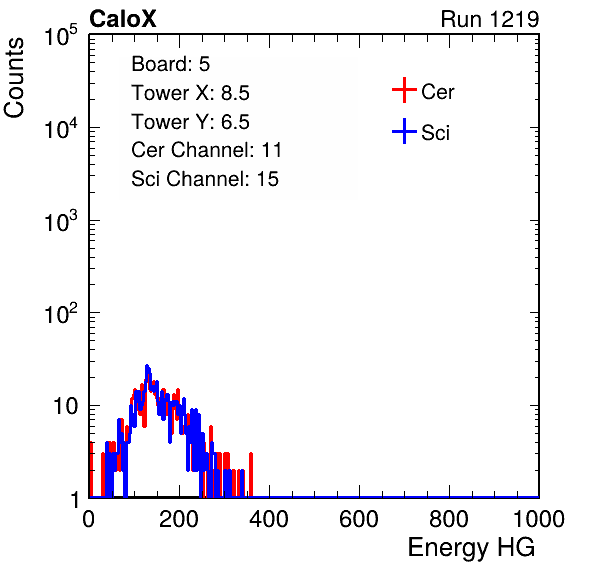 CaloX Run 1219
Counts
10^5
10^4
10^3
10^2
10
1
Board: 5
Tower X: 8.5
Tower Y: 6.5
Cer Channel: 11
Sci Channel: 15
Cer
Sci
0 200 400 600 800 1000
Energy HG